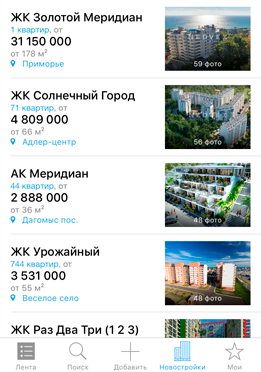 ЖК Золотой Меридиан
1 квартир, от
31 150 000
от 178 м²
Приморье
59 фото
ЖК Солнечный Город
71 квартир, от
4 809 000
от 66 м²
Адлер-центр
56 фото
АК Меридиан
44 квартир, от
2 888 000
от 36 м²
Дагомыс пос.
48 фото
ЖК Урожайный
744 квартир, от
3 531 000
от 55 м²
Веселое село
48 фото
ЖК Раз Два Три (1 2 3)
Лента
Поиск
Добавить
Новостройки
Мои